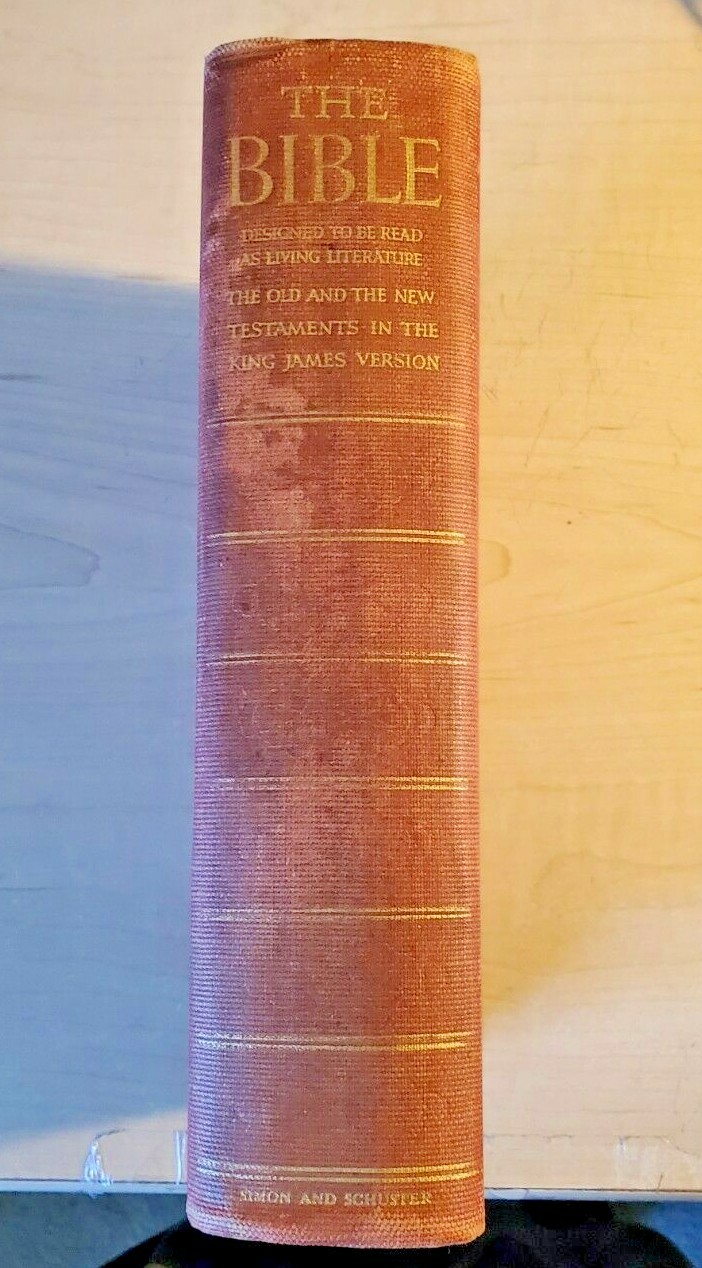 THE
BIBLE
DESIGNED TO BE READ
AS LIVING LITERATURE
THE OLD AND THE NEW
TESTAMENTS IN THE
KING JAMES VERSION
SIMON AND SCHUSTER